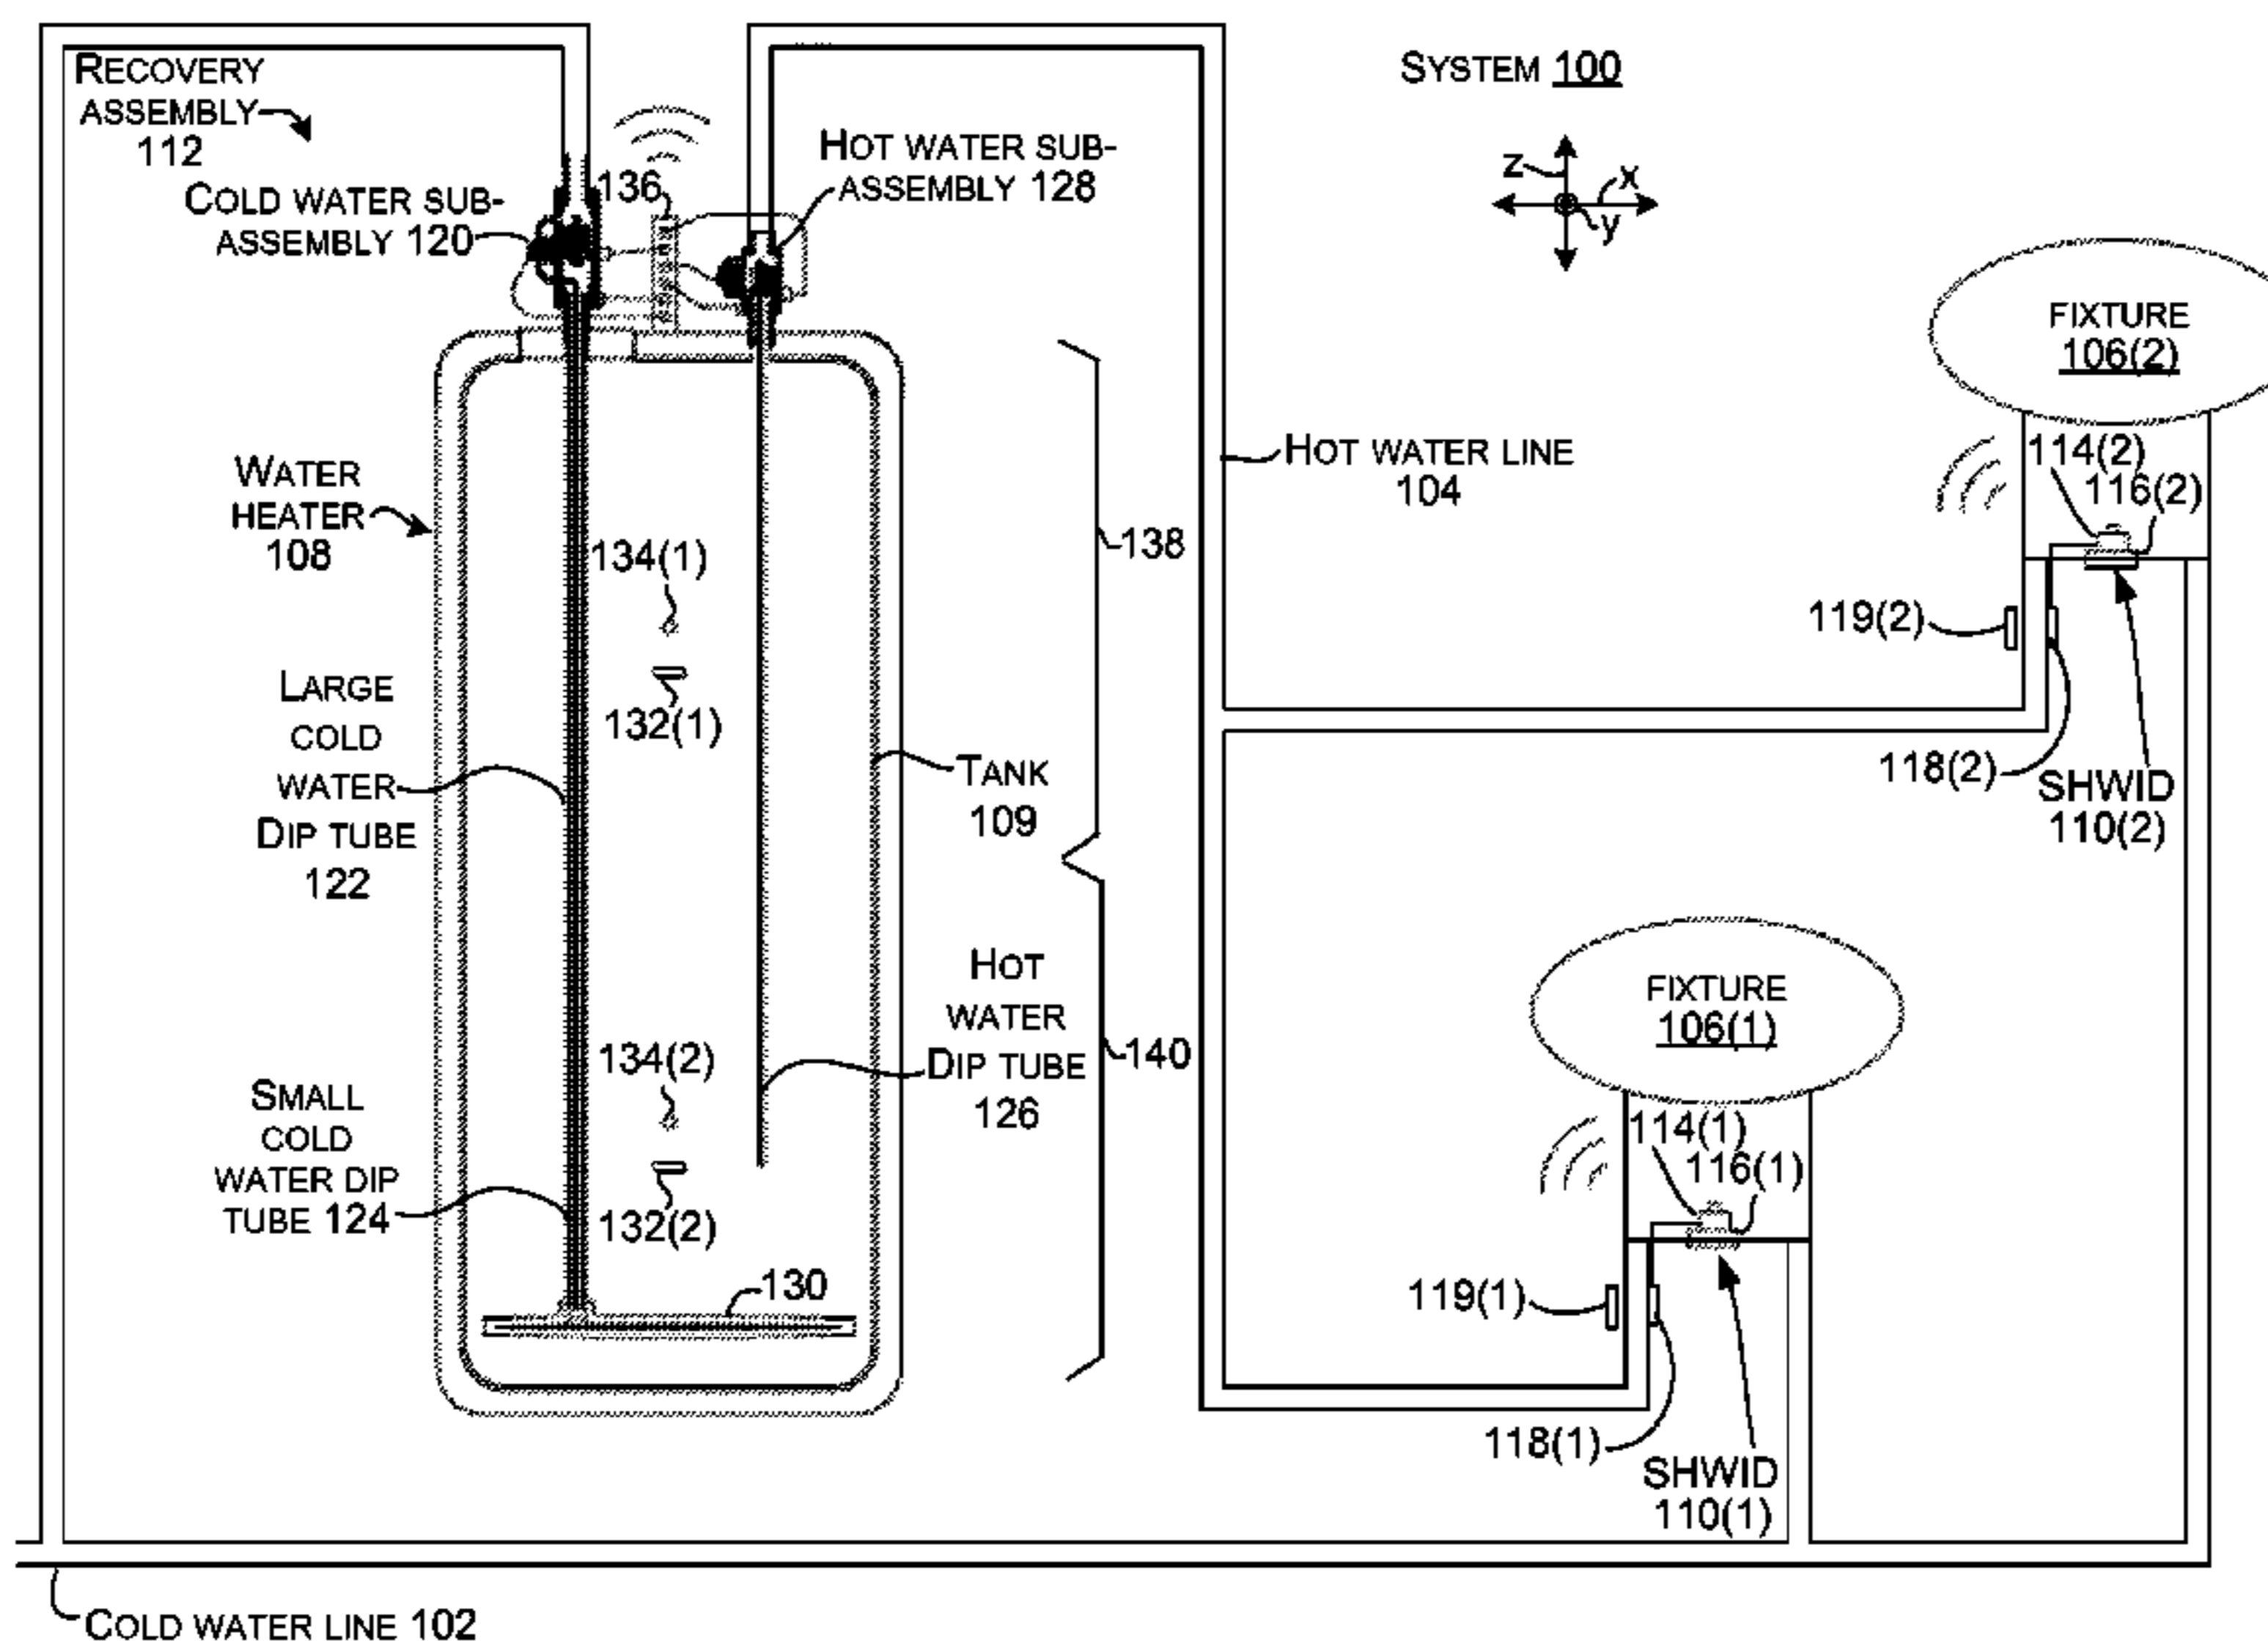 RECOVERY
ASSEMBLY
112
COLD WATER SUB-
ASSEMBLY 120
136
HOT WATER SUB-
ASSEMBLY 128
SYSTEM 100
Z
X
y
FIXTURE
106(2)
HOT WATER LINE
104
114(2)
116(2)
WATER
HEATER
108
134(1)
138
119(2)
132(1)
LARGE
COLD
WATER
DIP TUBE
122
TANK
109
118(2)
SHWID
110(2)
HOT
WATER
DIP TUBE
126
140
FIXTURE
106(1)
134(2)
SMALL
COLD
WATER DIP
TUBE 124
132(2)
114(1)
116(1)
130
119(1)
118(1)
SHWID
110(1)
COLD WATER LINE 102